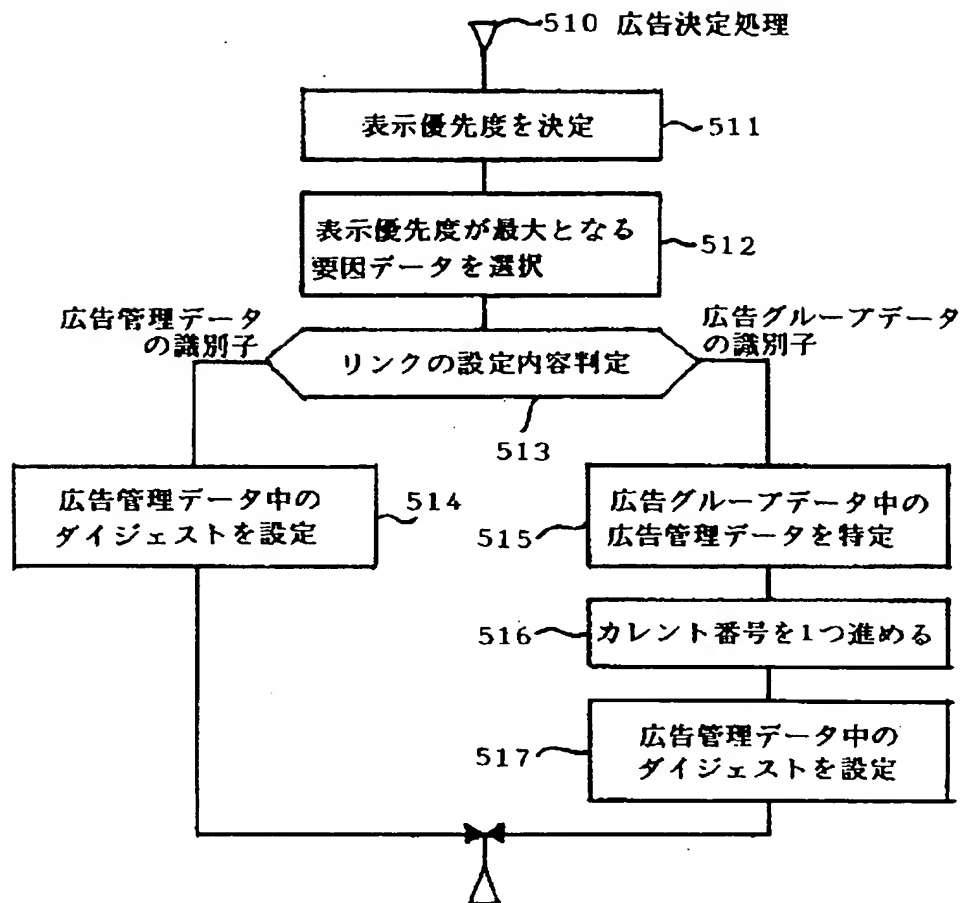 510 広告決定処理
表示優先度を決定
511
表示優先度が最大となる
要因データを選択
512
広告管理データ
の識別子
広告グループデータ
の識別子
リンクの設定内容判定
513
広告管理データ中の
ダイジェストを設定
514
広告グループデータ中の
広告管理データを特定
515
516
カレント番号を1つ進める
広告管理データ中の
ダイジェストを設定
517